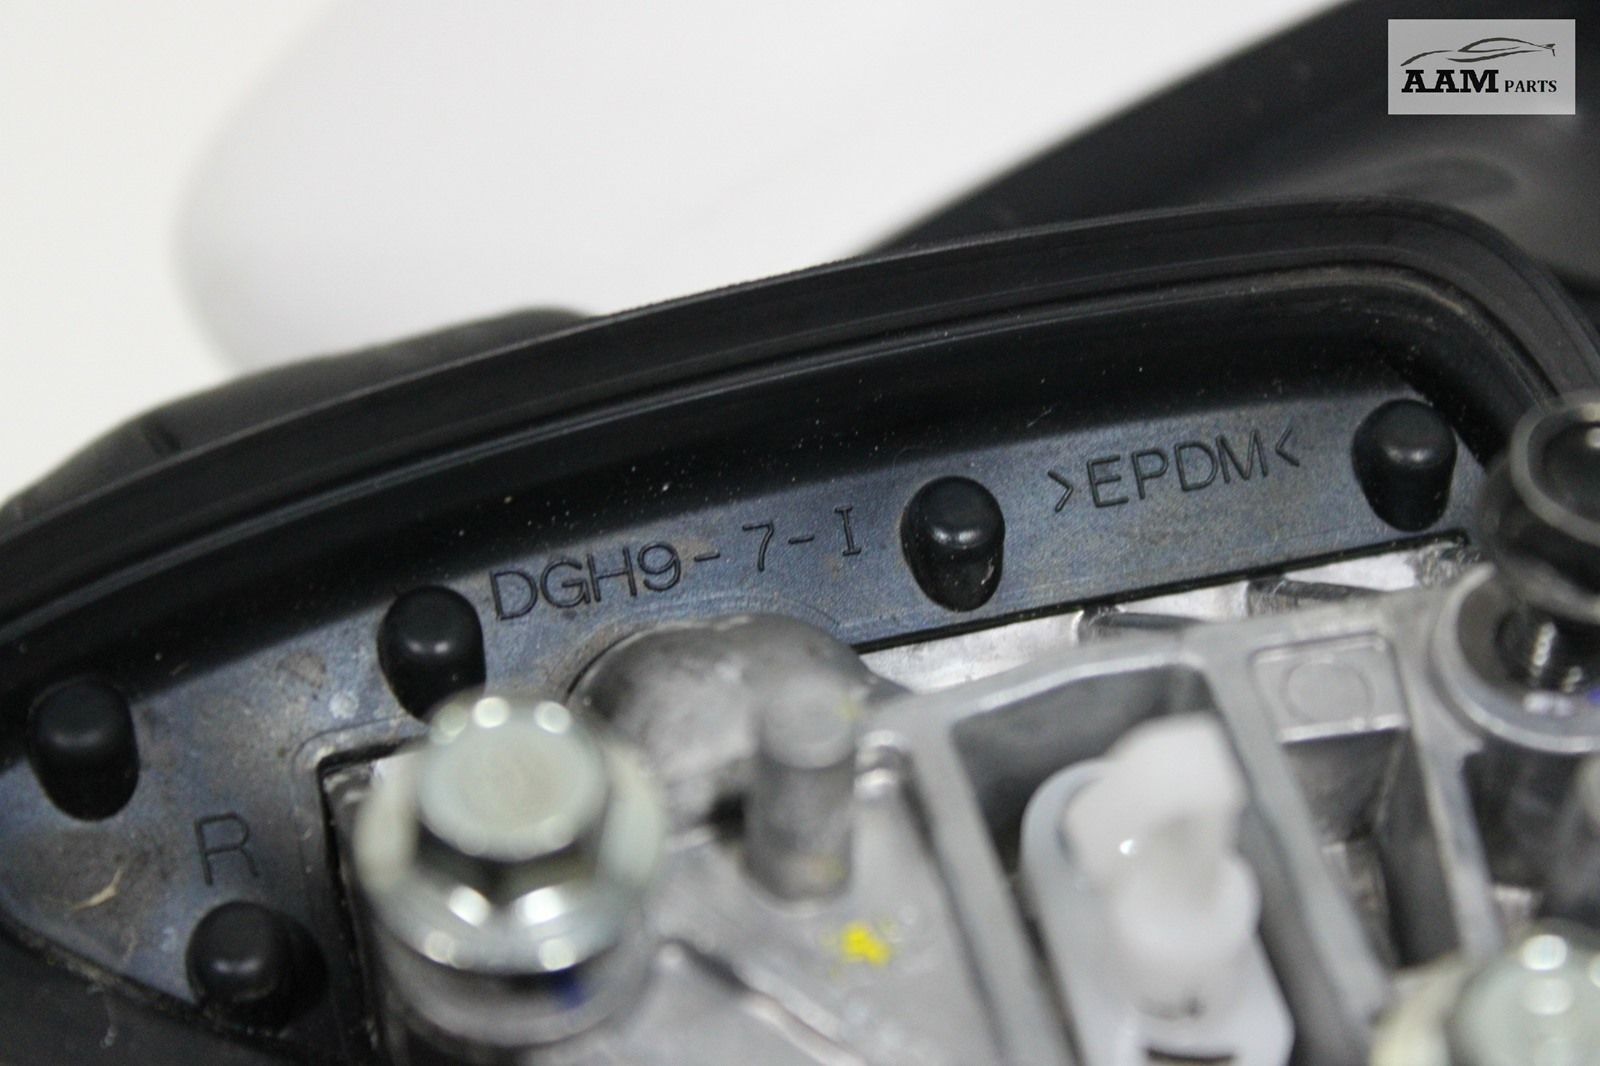 AAM PARTS
>EPDM<
DGH9-7-I
R